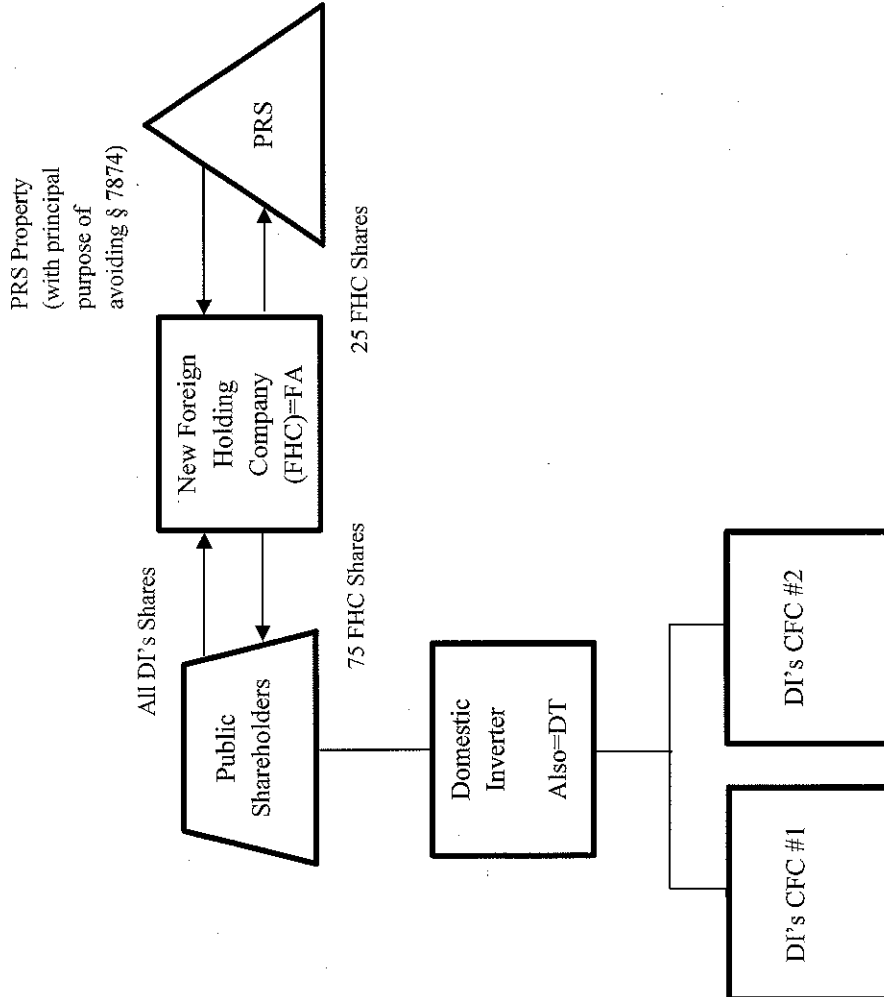 PRS Property
(with principal
purpose of
avoiding § 7874)
All DI's Shares
Public
Shareholders
New Foreign
Holding
Company
(FHC)=FA
PRS
75 FHC Shares
25 FHC Shares
Domestic
Inverter
Also=DT
DI's CFC #1
DI's CFC #2